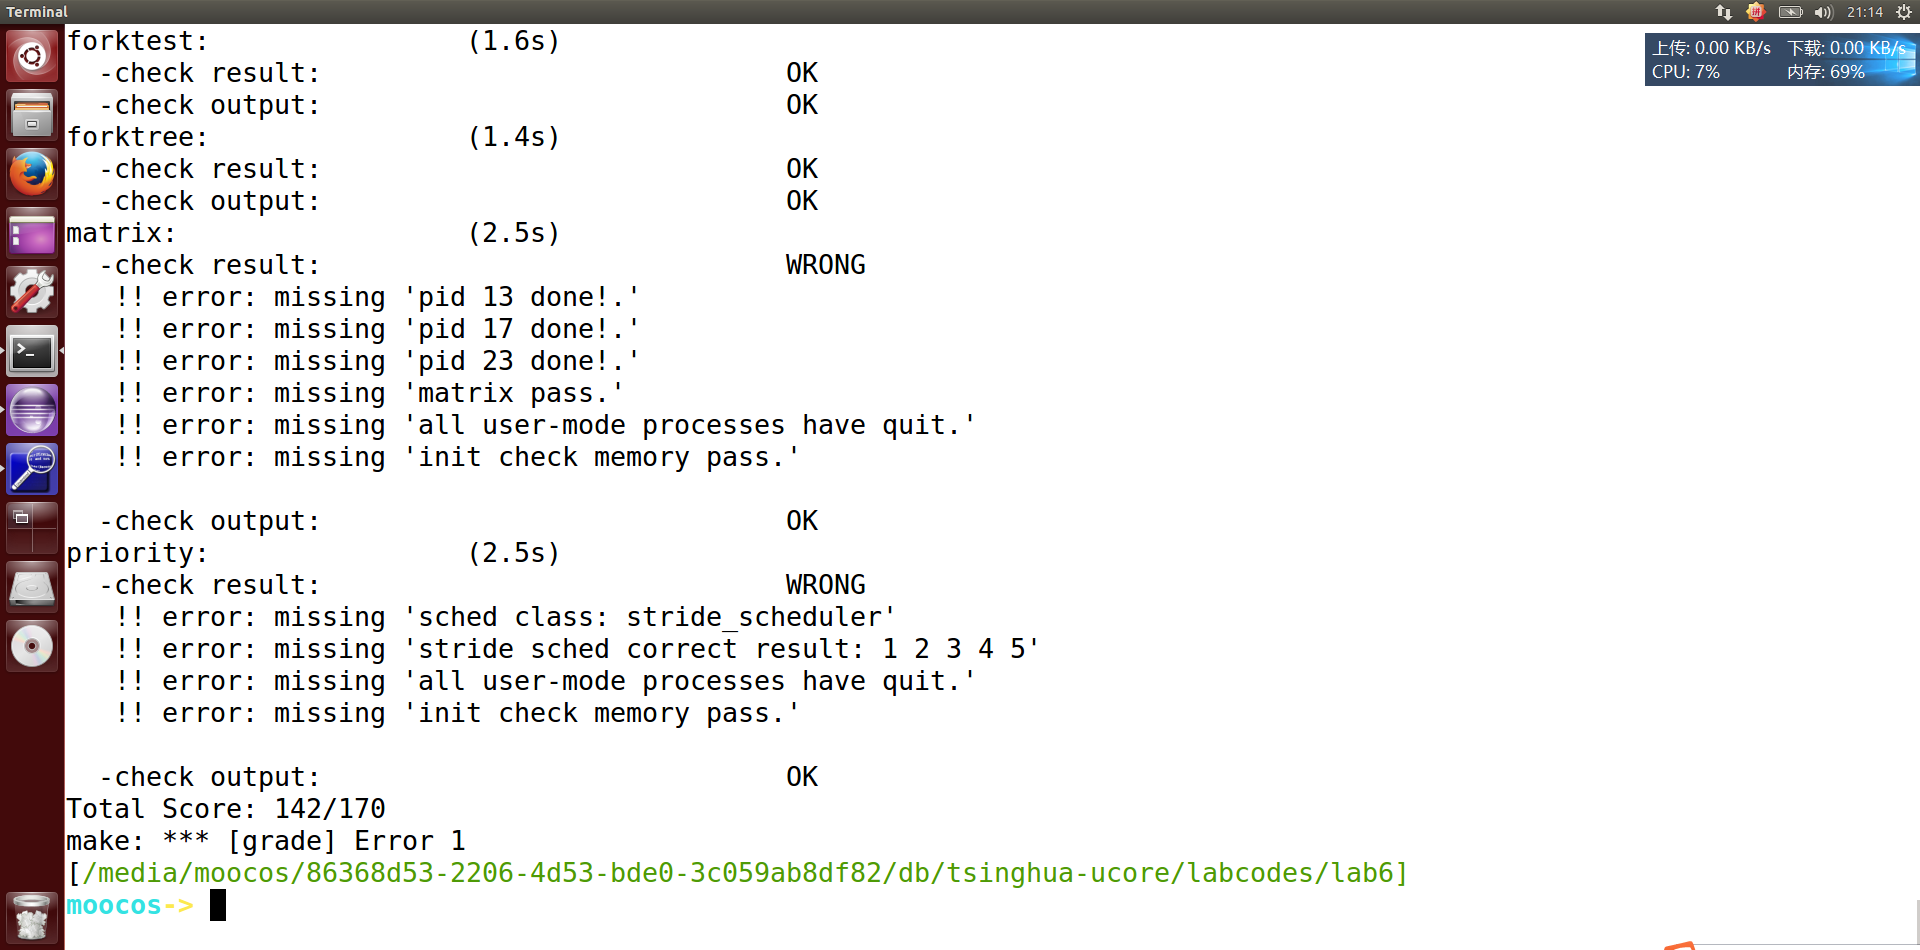 Terminal
21:14
上传: 0.00 KB/s 下载: 0.00 KB/s
CPU: 7% 内存: 69%
forktest: (1.6s)
-check result: OK
-check output: OK
forktree: (1.4s)
-check result: OK
-check output: OK
matrix: (2.5s)
-check result: WRONG
!! error: missing 'pid 13 done!.'
!! error: missing 'pid 17 done!.'
!! error: missing 'pid 23 done!.'
!! error: missing 'matrix pass.'
!! error: missing 'all user-mode processes have quit.'
!! error: missing 'init check memory pass.'
-check output: OK
priority: (2.5s)
-check result: WRONG
!! error: missing 'sched class: stride_scheduler'
!! error: missing 'stride sched correct result: 1 2 3 4 5'
!! error: missing 'all user-mode processes have quit.'
!! error: missing 'init check memory pass.'
-check output: OK
Total Score: 142/170
make: *** [grade] Error 1
[/media/moocos/86368d53-2206-4d53-bde0-3c059ab8df82/db/tsinghua-ucore/labcodes/lab6]
moocos->